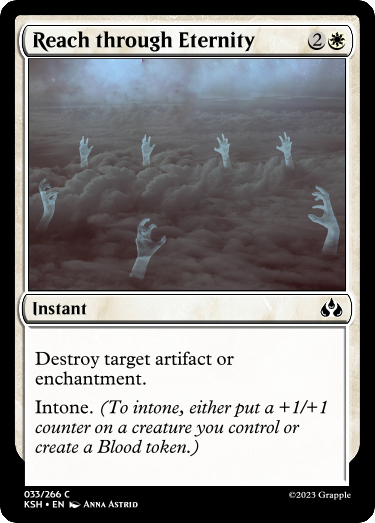 Reach through Eternity 2
Instant
Destroy target artifact or
enchantment.
Intone. (To intone, either put a +1/+1
counter on a creature you control or
create a Blood token.)
033/266 C
KSH • EN Anna Astrid
©2023 Grapple